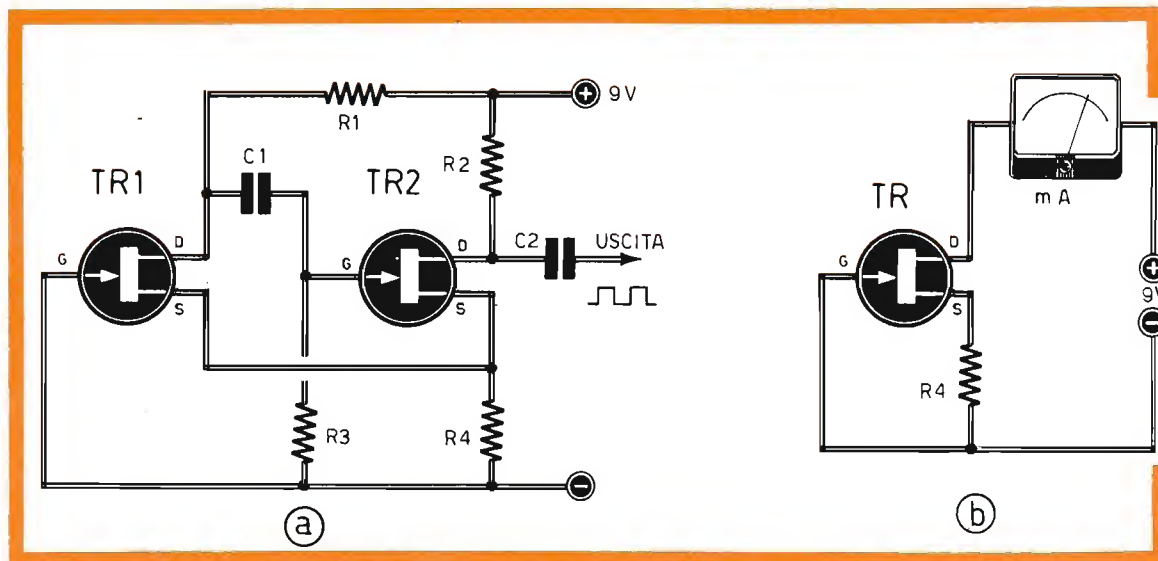 + 9V
R1
C1
R2
TR1
TR2
C2 USCITA
G D S
G D S
R3
R4
−
a
mA
TR
G D S
R4
+
9V
−
b